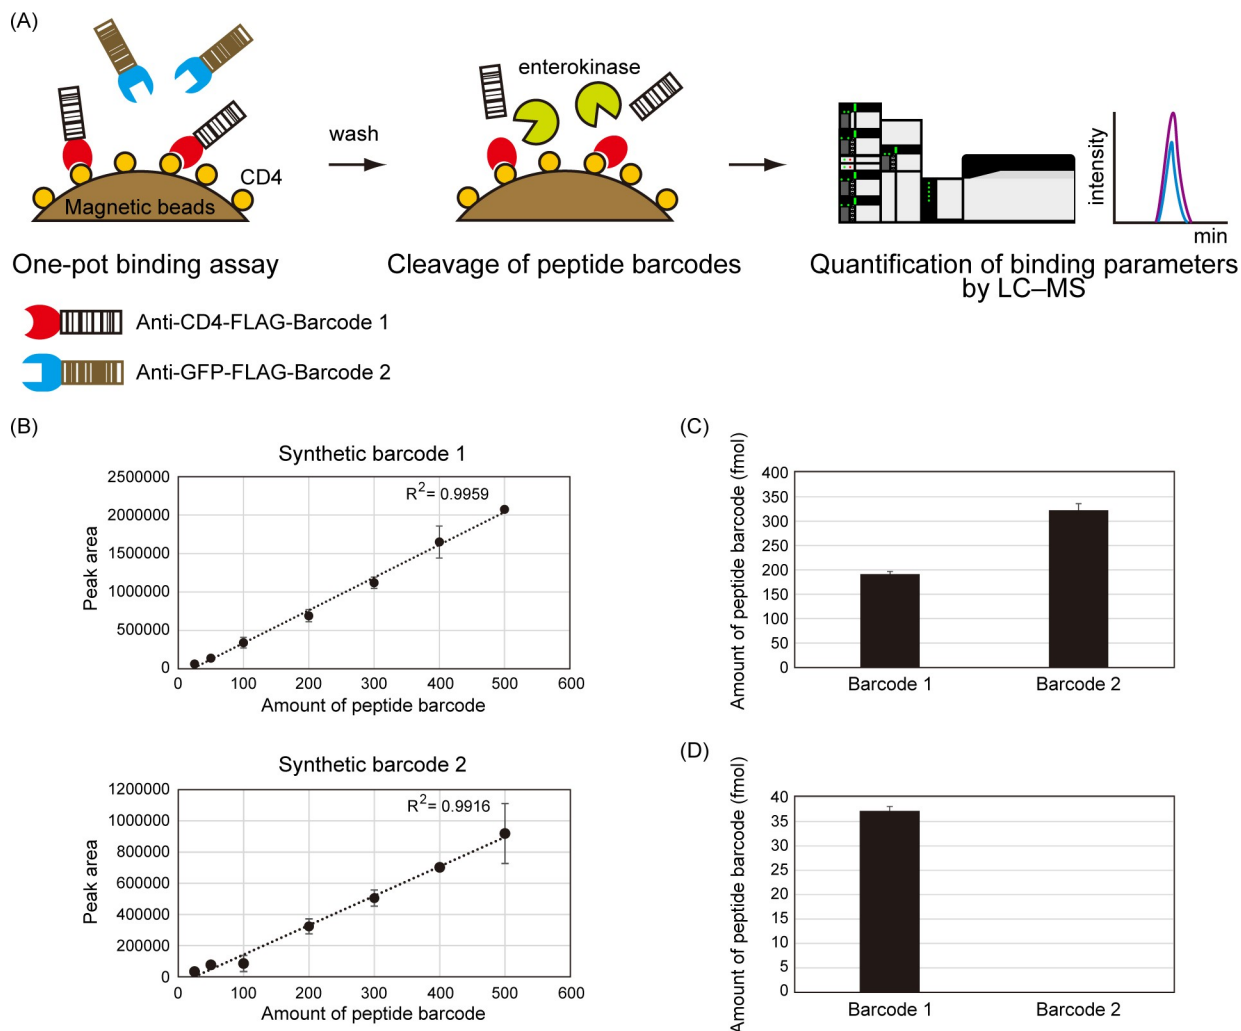 (A)
enterokinase
wash
CD4
Magnetic beads
intensity
min
One-pot binding assay
Cleavage of peptide barcodes
Quantification of binding parameters
by LC–MS
Anti-CD4-FLAG-Barcode 1
Anti-GFP-FLAG-Barcode 2
(B)
Synthetic barcode 1
R2 = 0.9959
Peak area
2500000
2000000
1500000
1000000
500000
0
0 100 200 300 400 500 600
Amount of peptide barcode
Synthetic barcode 2
R2 = 0.9916
Peak area
1200000
1000000
800000
600000
400000
200000
0
0 100 200 300 400 500 600
Amount of peptide barcode
(C)
Amount of peptide barcode (fmol)
400
350
300
250
200
150
100
50
0
Barcode 1 Barcode 2
(D)
Amount of peptide barcode (fmol)
40
35
30
25
20
15
10
5
0
Barcode 1 Barcode 2